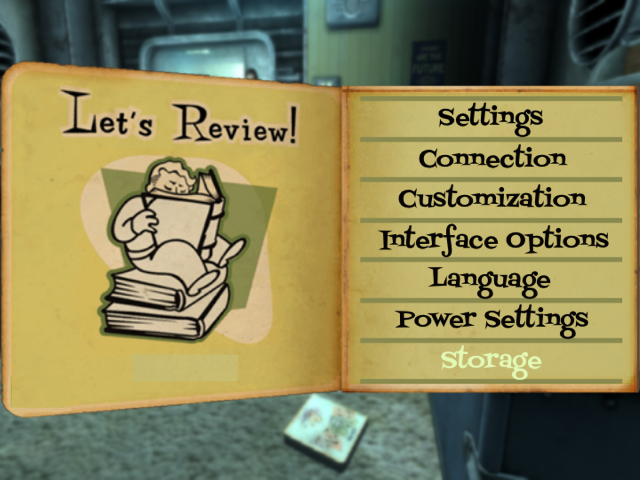 Let's Review!
Settings
Connection
Customization
Interface Options
Language
Power Settings
Storage